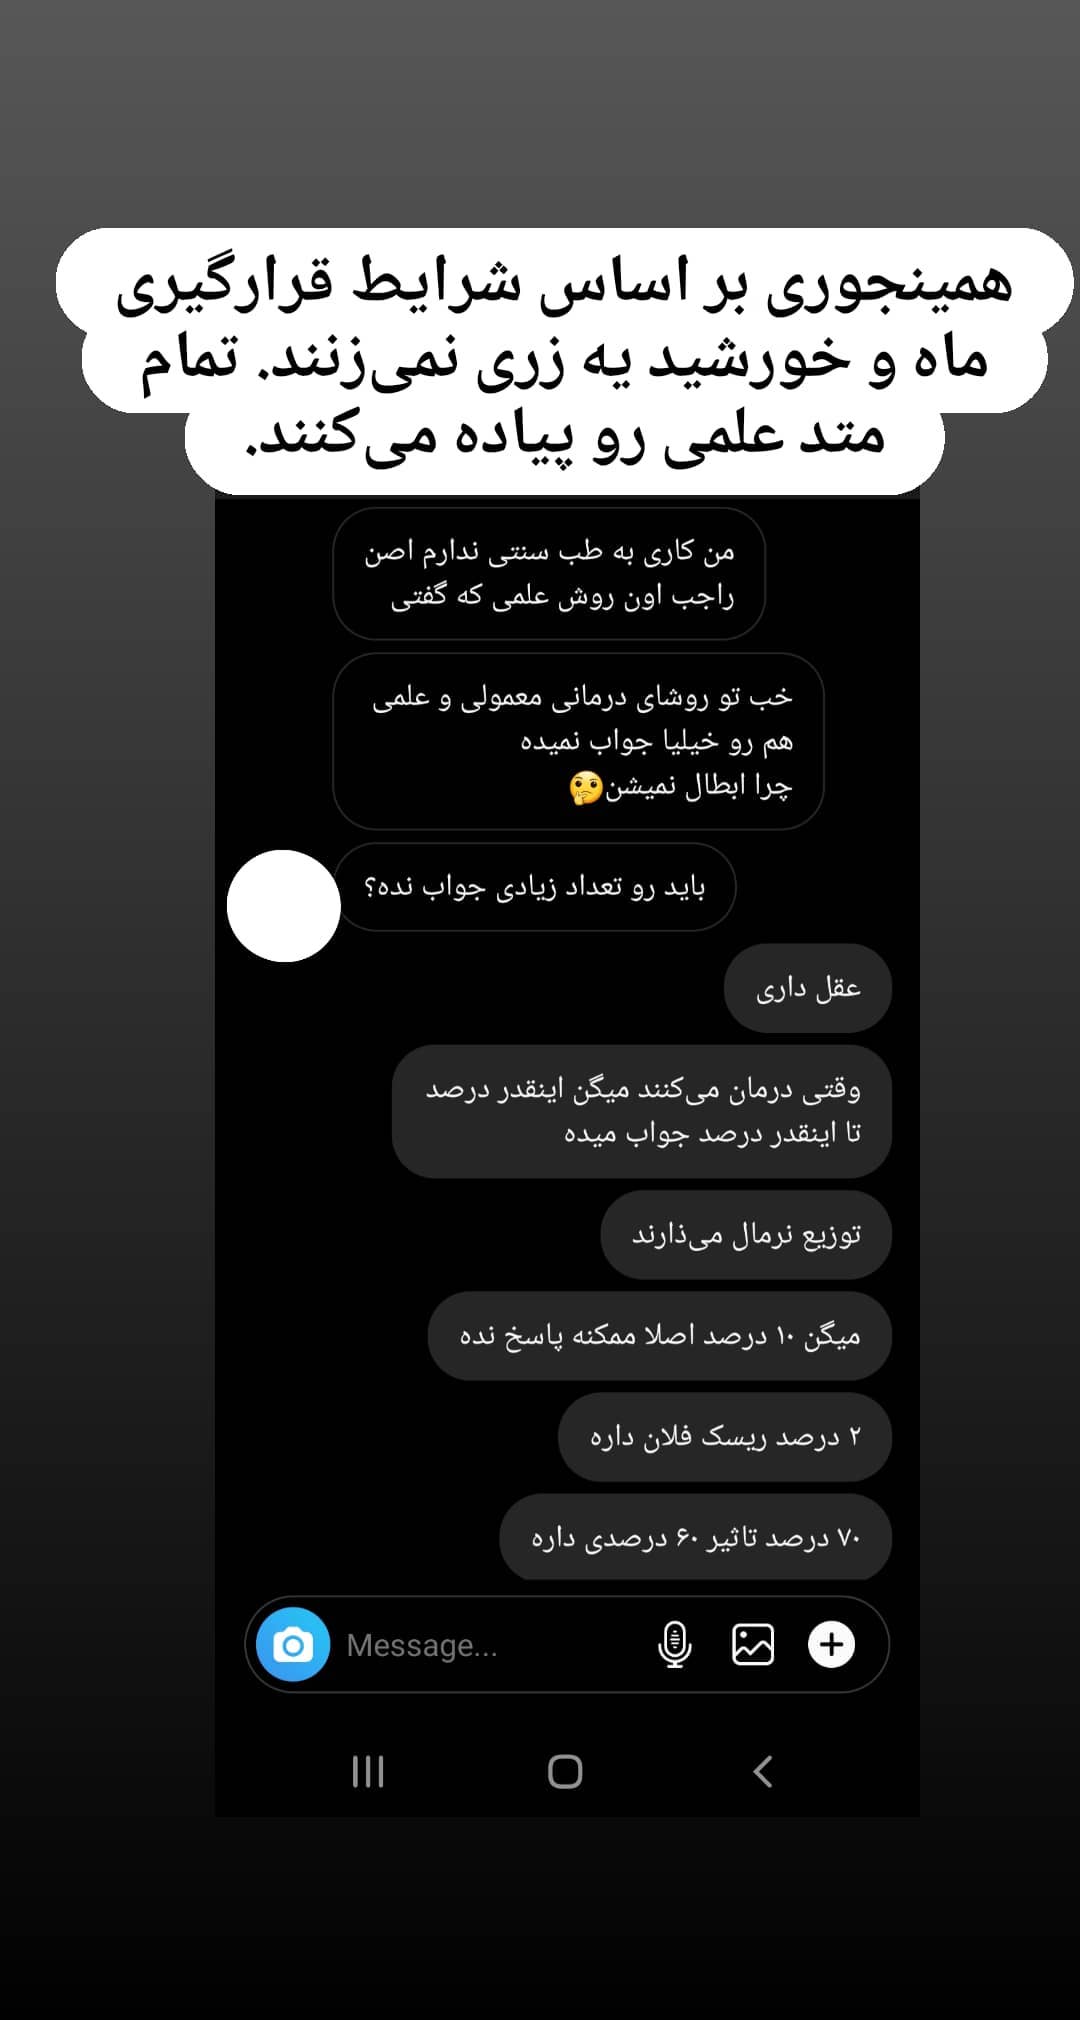 همینجوری بر اساس شرایط قرارگیری
ماه و خورشید یه زری نمی‌زنند. تمام
متد علمی رو پیاده می‌کنند.
من کاری به طب سنتی ندارم اصن
راجب اون روش علمی که گفتی
خب تو روشای درمانی معمولی و علمی
هم رو خیلیا جواب نمیده
چرا ابطال نمیشن🤔
باید رو تعداد زیادی جواب نده؟
عقل داری
وقتی درمان می‌کنند میگن اینقدر درصد
تا اینقدر درصد جواب میده
توزیع نرمال می‌ذارند
میگن ۱۰ درصد اصلا ممکنه پاسخ نده
۲ درصد ریسک فلان داره
۷۰ درصد تاثیر ۶۰ درصدی داره
Message...